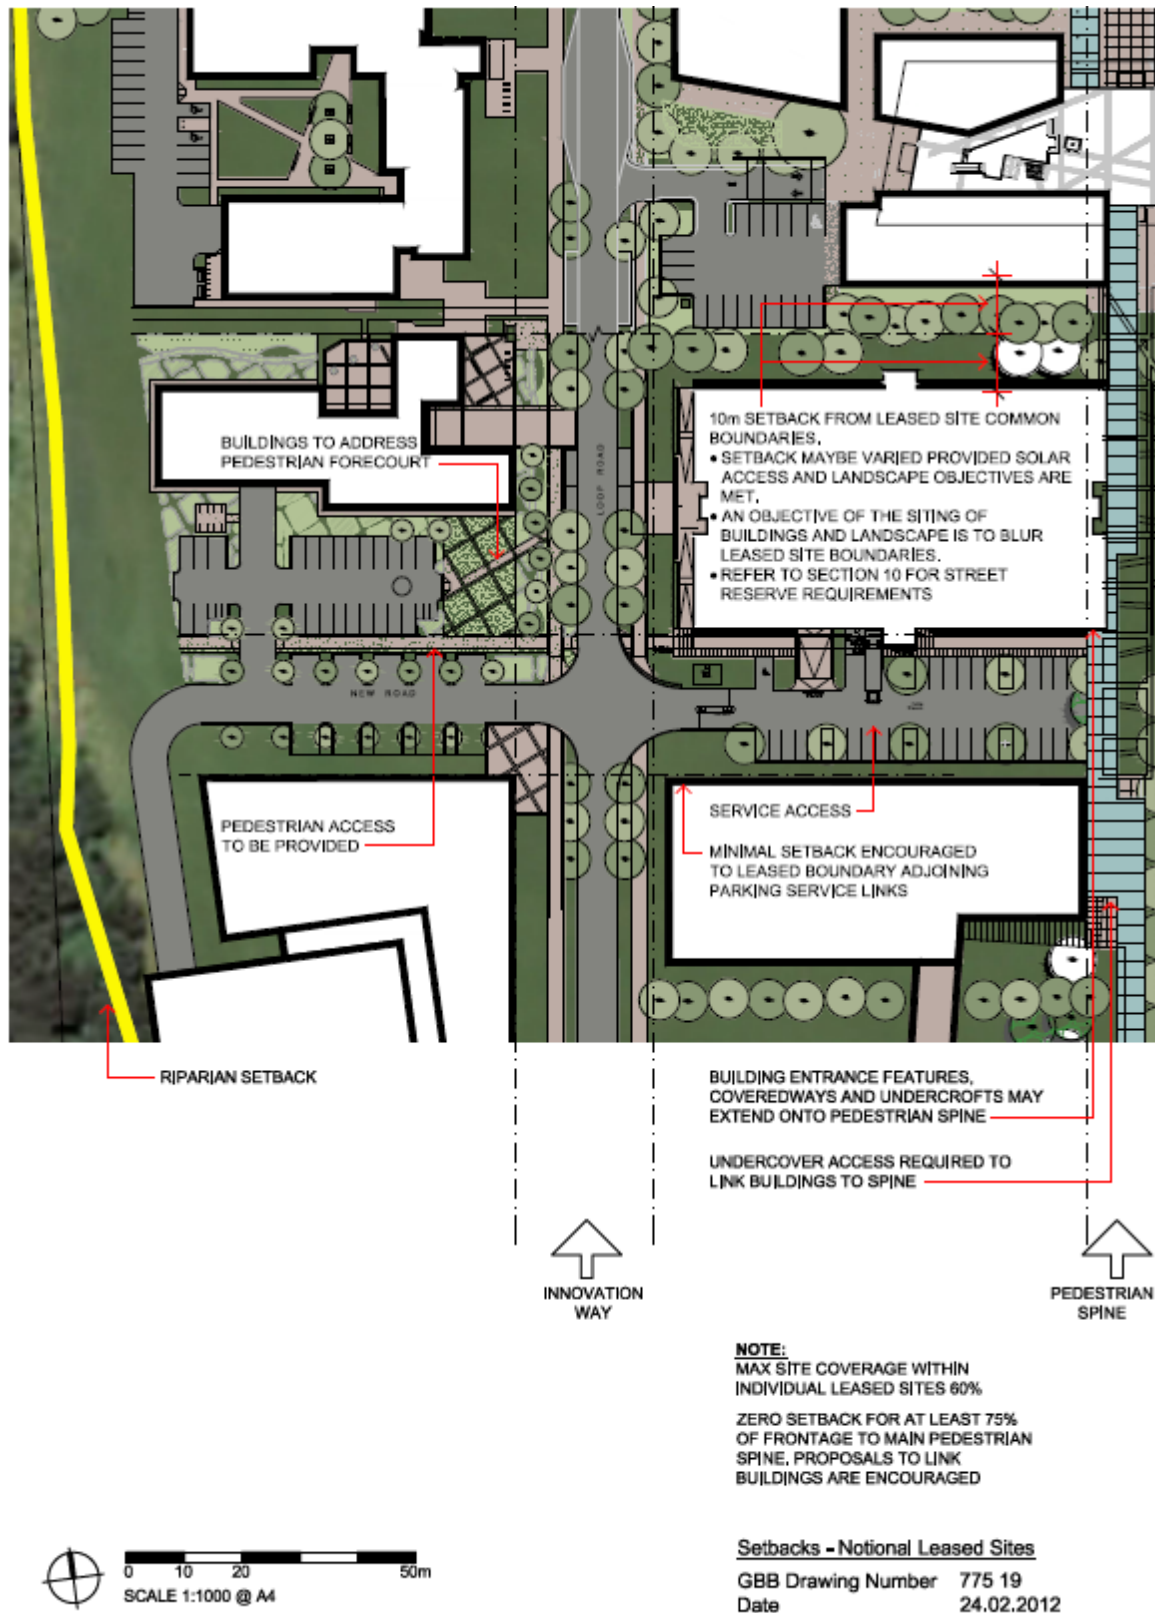 10m SETBACK FROM LEASED SITE COMMON
BOUNDARIES.
• SETBACK MAYBE VARIED PROVIDED SOLAR
ACCESS AND LANDSCAPE OBJECTIVES ARE
MET.
• AN OBJECTIVE OF THE SITING OF
BUILDINGS AND LANDSCAPE IS TO BLUR
LEASED SITE BOUNDARIES.
• REFER TO SECTION 10 FOR STREET
RESERVE REQUIREMENTS
BUILDINGS TO ADDRESS
PEDESTRIAN FORECOURT
LOOP ROAD
NEW ROAD
PEDESTRIAN ACCESS
TO BE PROVIDED
SERVICE ACCESS
MINIMAL SETBACK ENCOURAGED
TO LEASED BOUNDARY ADJOINING
PARKING SERVICE LINKS
RIPARIAN SETBACK
BUILDING ENTRANCE FEATURES,
COVEREDWAYS AND UNDERCROFTS MAY
EXTEND ONTO PEDESTRIAN SPINE
UNDERCOVER ACCESS REQUIRED TO
LINK BUILDINGS TO SPINE
INNOVATION
WAY
PEDESTRIAN
SPINE
NOTE:
MAX SITE COVERAGE WITHIN
INDIVIDUAL LEASED SITES 60%
ZERO SETBACK FOR AT LEAST 75%
OF FRONTAGE TO MAIN PEDESTRIAN
SPINE. PROPOSALS TO LINK
BUILDINGS ARE ENCOURAGED
0 10 20 50m
SCALE 1:1000 @ A4
Setbacks - Notional Leased Sites
GBB Drawing Number 775 19
Date 24.02.2012